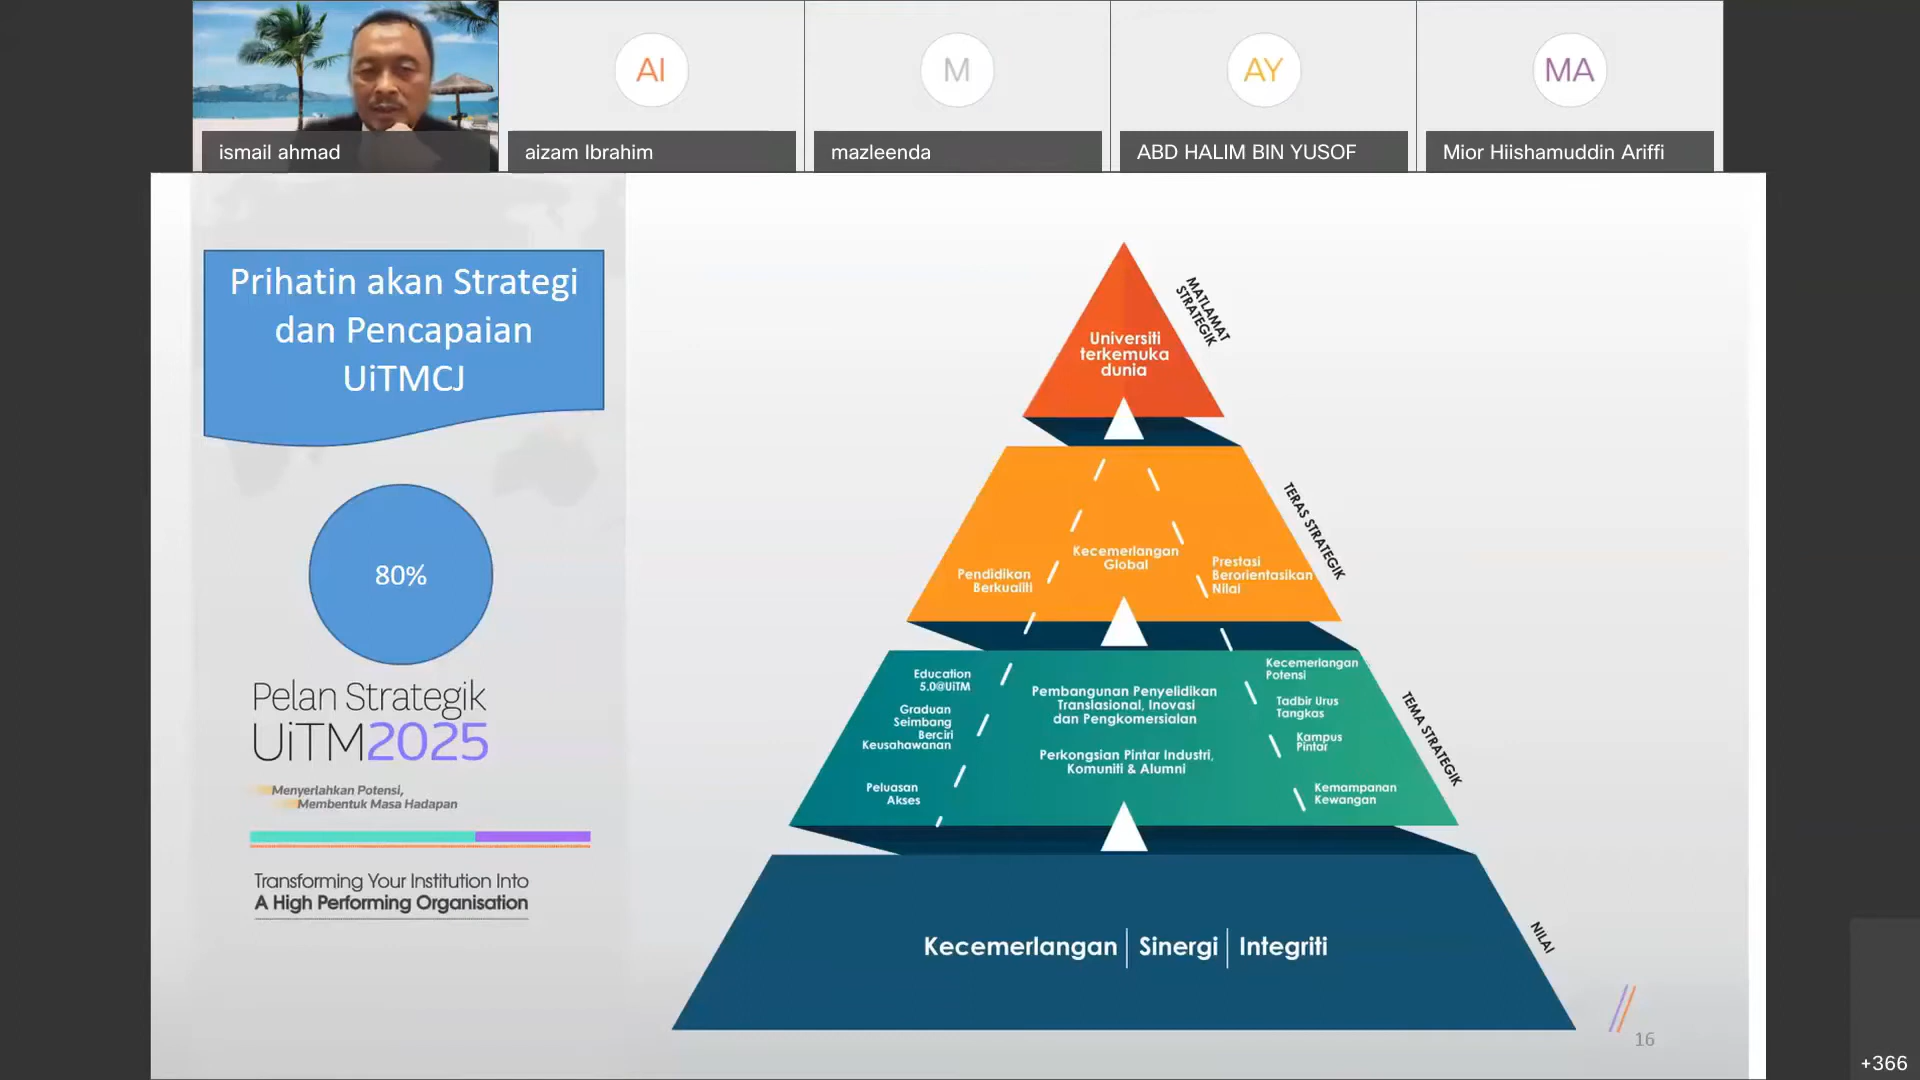 AI
M
AY
MA
ismail ahmad
aizam Ibrahim
mazleenda
ABD HALIM BIN YUSOF
Mior Hiishamuddin Ariffi
Prihatin akan Strategi
dan Pencapaian
UiTMCJ
80%
Pelan Strategik
UiTM2025
Menyerlahkan Potensi,
Membentuk Masa Hadapan
Transforming Your Institution Into
A High Performing Organisation
Universiti
terkemuka
dunia
MATLAMAT
STRATEGIK
Pendidikan
Berkualiti
Kecemerlangan
Global
Prestasi
Berorientasikan
Nilai
TERAS STRATEGIK
Education
5.0@UiTM
Graduan
Seimbang
Berciri
Keusahawanan
Peluasan
Akses
Pembangunan Penyelidikan
Translasional, Inovasi
dan Pengkomersialan
Perkongsian Pintar Industri,
Komuniti & Alumni
Kecemerlangan
Potensi
Tadbir Urus
Tangkas
Kampus
Pintar
Kemampanan
Kewangan
TEMA STRATEGIK
Kecemerlangan | Sinergi | Integriti
NILAI
16
+366